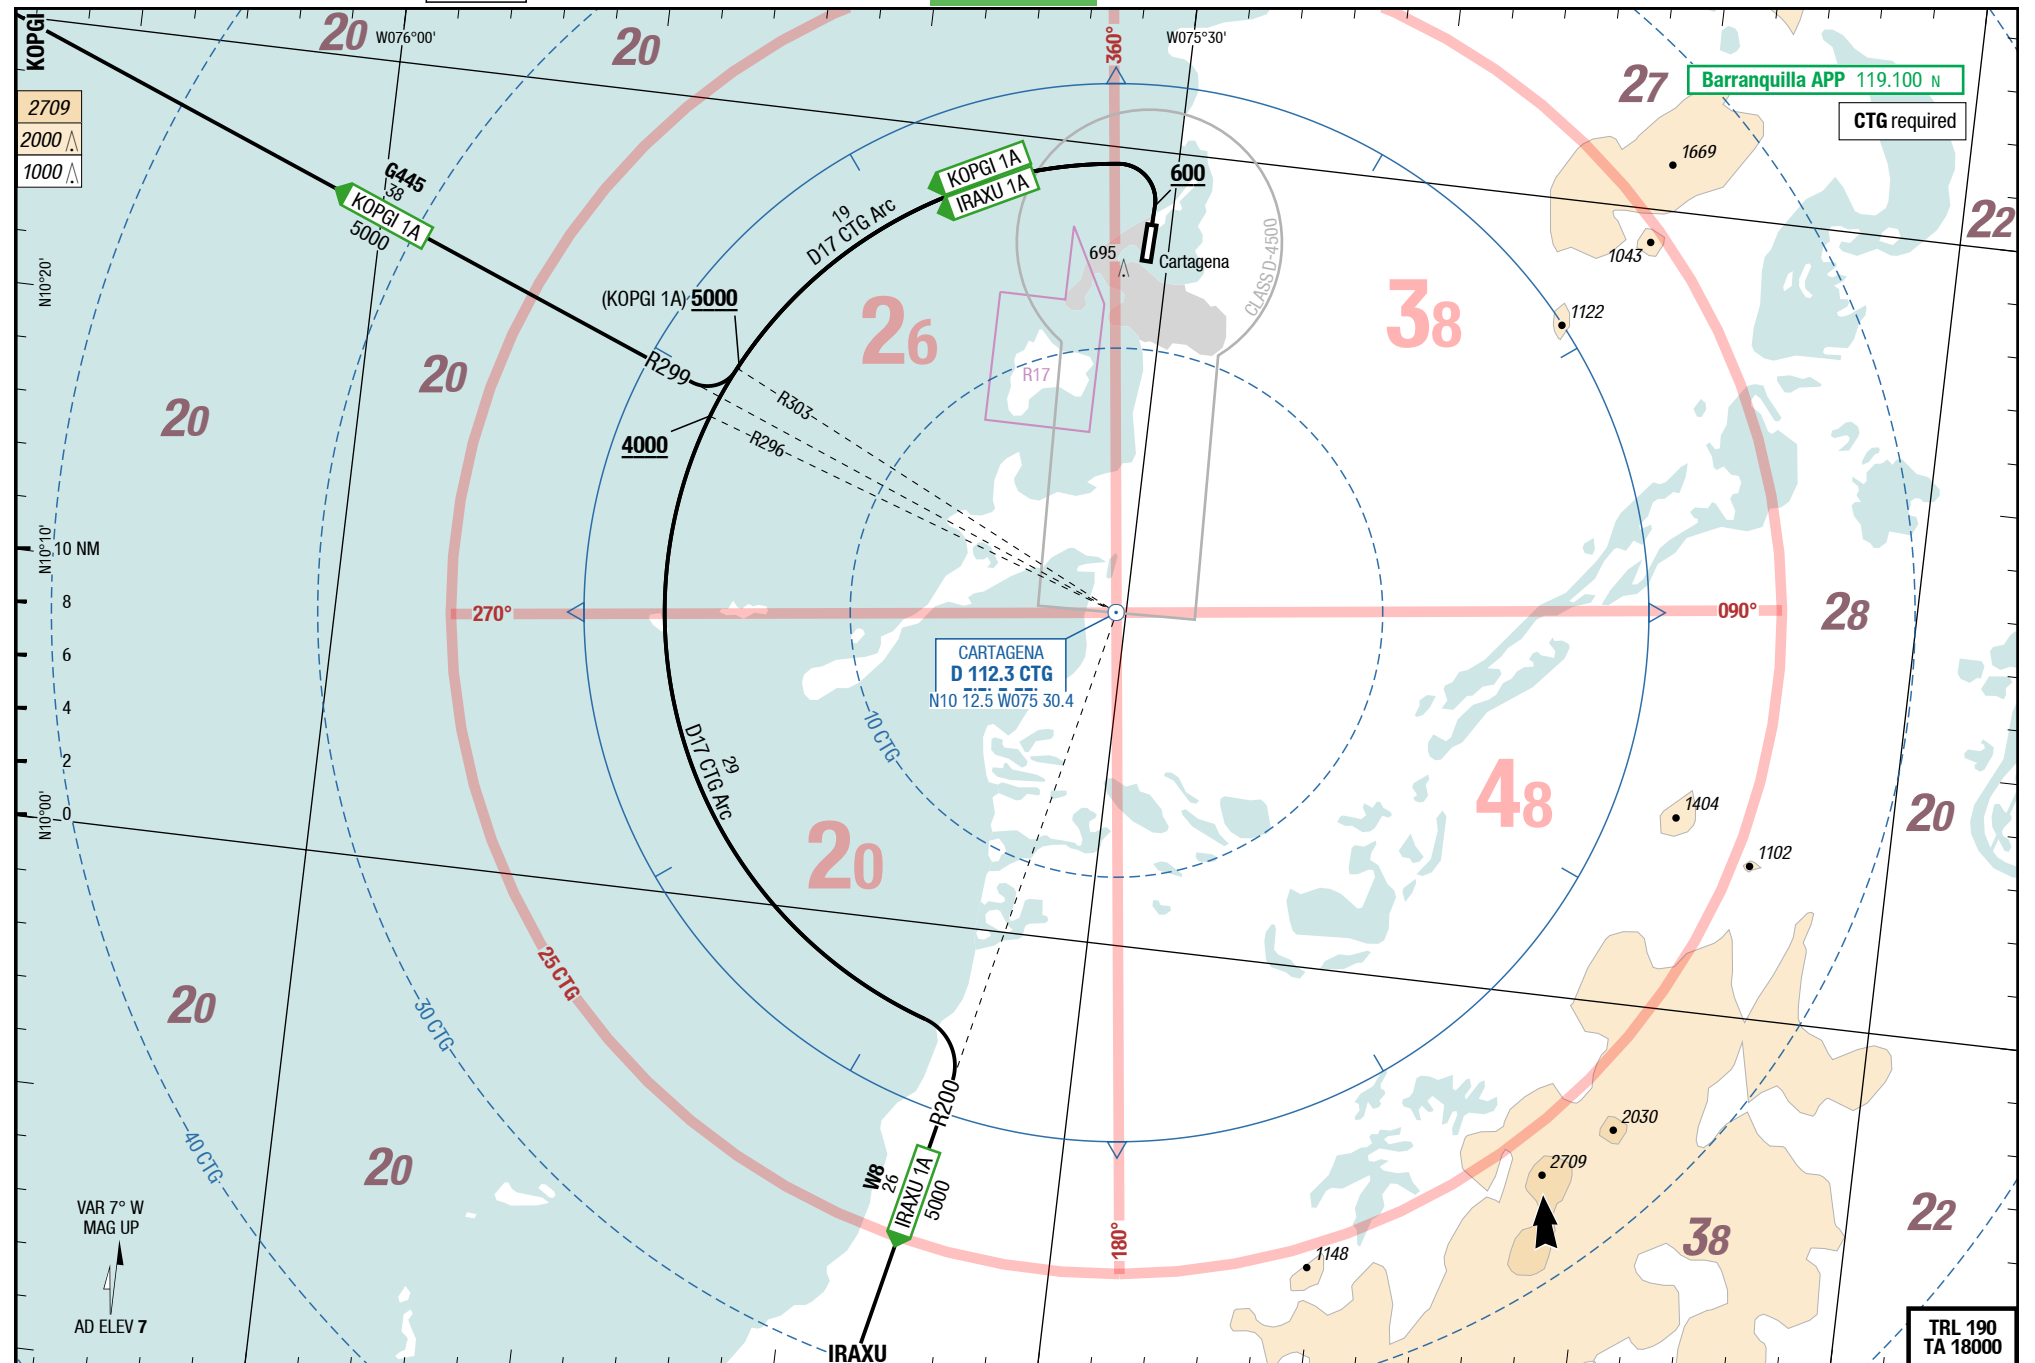 KOPGI
20
W076°00'
20
360°
W075°30'
27
Barranquilla APP 119.100 N
CTG required
2709
2000
1000
G445
38
KOPGI 1A
5000
KOPGI 1A
IRAXU 1A
600
1669
22
1043
19
D17 CTG Arc
695
Cartagena
CLASS D-4500
N10°20'
(KOPGI 1A) 5000
26
38
1122
R299
R17
20
20
R303
R296
4000
N10°10'
10 NM
8
6
4
2
0
N10°00'
270°
090°
28
CARTAGENA
D 112.3 CTG
N10 12.5 W075 30.4
10 CTG
29
D17 CTG Arc
20
48
1404
20
1102
25 CTG
20
30 CTG
R200
2030
40 CTG
20
W8
26
IRAXU 1A
5000
2709
VAR 7° W
MAG UP
180°
38
22
1148
AD ELEV 7
IRAXU
TRL 190
TA 18000